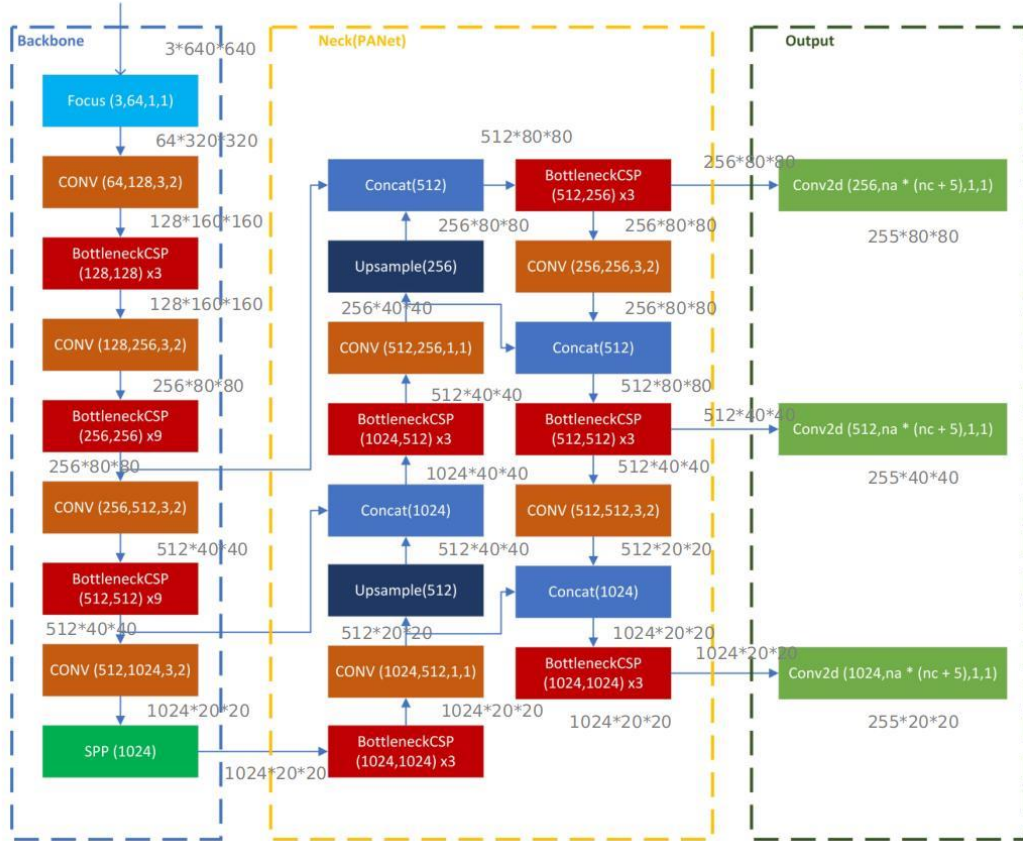 Backbone
3*640*640
Focus (3,64,1,1)
64*320*320
CONV (64,128,3,2)
128*160*160
BottleneckCSP
(128,128) x3
128*160*160
CONV (128,256,3,2)
256*80*80
BottleneckCSP
(256,256) x9
256*80*80
CONV (256,512,3,2)
512*40*40
BottleneckCSP
(512,512) x9
512*40*40
CONV (512,1024,3,2)
1024*20*20
SPP (1024)
1024*20*20
Neck(PANet)
Concat(512)
256*80*80
Upsample(256)
256*40*40
CONV (512,256,1,1)
512*40*40
BottleneckCSP
(1024,512) x3
1024*40*40
Concat(1024)
512*40*40
Upsample(512)
512*20*20
CONV (1024,512,1,1)
1024*20*20
BottleneckCSP
(1024,1024) x3
512*80*80
BottleneckCSP
(512,256) x3
256*80*80
CONV (256,256,3,2)
256*80*80
Concat(512)
512*80*80
BottleneckCSP
(512,512) x3
512*40*40
CONV (512,512,3,2)
512*20*20
Concat(1024)
1024*20*20
BottleneckCSP
(1024,1024) x3
1024*20*20
Output
256*80*80
Conv2d (256,na * (nc + 5),1,1)
255*80*80
512*40*40
Conv2d (512,na * (nc + 5),1,1)
255*40*40
1024*20*20
Conv2d (1024,na * (nc + 5),1,1)
255*20*20